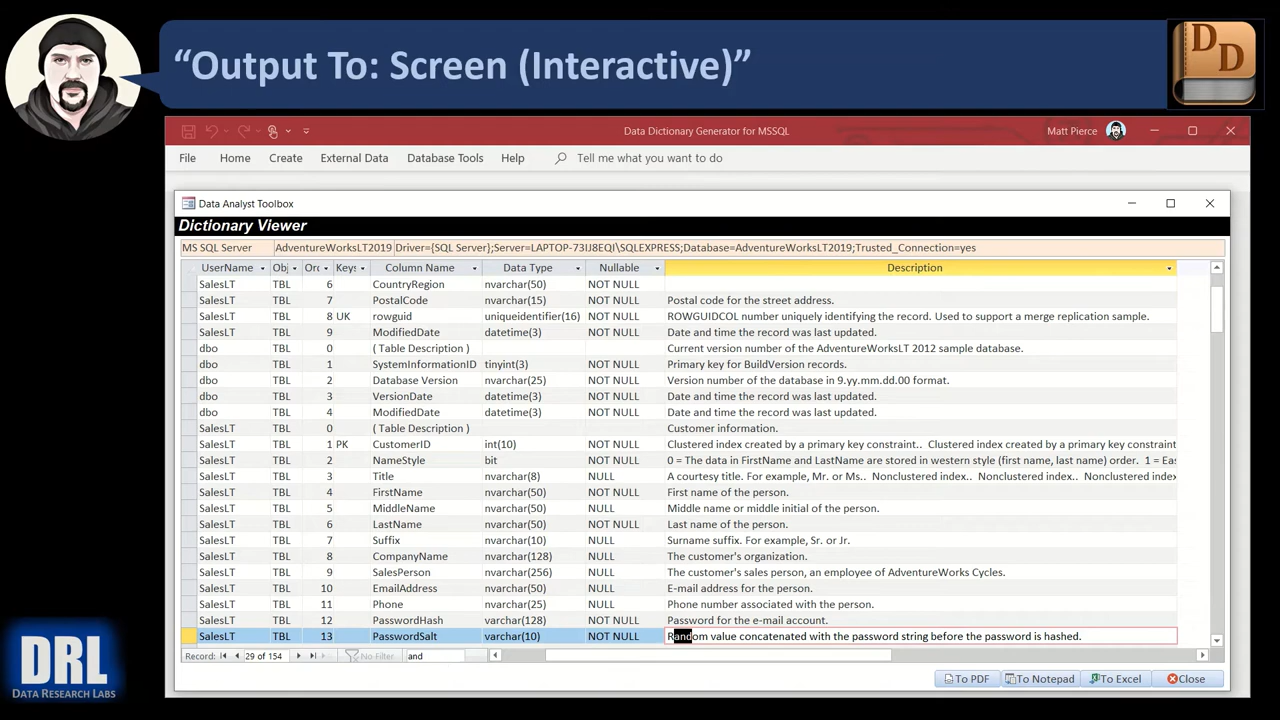 “Output To: Screen (Interactive)”
D
D
Data Dictionary Generator for MSSQL
Matt Pierce
File Home Create External Data Database Tools Help Tell me what you want to do
Data Analyst Toolbox
Dictionary Viewer
MS SQL Server AdventureWorksLT2019 Driver={SQL Server};Server=LAPTOP-73IJ8EQI\SQLEXPRESS;Database=AdventureWorksLT2019;Trusted_Connection=yes
UserName Obj Orc Keys Column Name Data Type Nullable Description
SalesLT TBL 6 CountryRegion nvarchar(50) NOT NULL
SalesLT TBL 7 PostalCode nvarchar(15) NOT NULL Postal code for the street address.
SalesLT TBL 8 UK rowguid uniqueidentifier(16) NOT NULL ROWGUIDCOL number uniquely identifying the record. Used to support a merge replication sample.
SalesLT TBL 9 ModifiedDate datetime(3) NOT NULL Date and time the record was last updated.
dbo TBL 0 ( Table Description ) Current version number of the AdventureWorksLT 2012 sample database.
dbo TBL 1 SystemInformationID tinyint(3) NOT NULL Primary key for BuildVersion records.
dbo TBL 2 Database Version nvarchar(25) NOT NULL Version number of the database in 9.yy.mm.dd.00 format.
dbo TBL 3 VersionDate datetime(3) NOT NULL Date and time the record was last updated.
dbo TBL 4 ModifiedDate datetime(3) NOT NULL Date and time the record was last updated.
SalesLT TBL 0 ( Table Description ) Customer information.
SalesLT TBL 1 PK CustomerID int(10) NOT NULL Clustered index created by a primary key constraint.. Clustered index created by a primary key constraint
SalesLT TBL 2 NameStyle bit NOT NULL 0 = The data in FirstName and LastName are stored in western style (first name, last name) order. 1 = Eas
SalesLT TBL 3 Title nvarchar(8) NULL A courtesy title. For example, Mr. or Ms.. Nonclustered index.. Nonclustered index.. Nonclustered index..
SalesLT TBL 4 FirstName nvarchar(50) NOT NULL First name of the person.
SalesLT TBL 5 MiddleName nvarchar(50) NULL Middle name or middle initial of the person.
SalesLT TBL 6 LastName nvarchar(50) NOT NULL Last name of the person.
SalesLT TBL 7 Suffix nvarchar(10) NULL Surname suffix. For example, Sr. or Jr.
SalesLT TBL 8 CompanyName nvarchar(128) NULL The customer's organization.
SalesLT TBL 9 SalesPerson nvarchar(256) NULL The customer's sales person, an employee of AdventureWorks Cycles.
SalesLT TBL 10 EmailAddress nvarchar(50) NULL E-mail address for the person.
SalesLT TBL 11 Phone nvarchar(25) NULL Phone number associated with the person.
SalesLT TBL 12 PasswordHash varchar(128) NOT NULL Password for the e-mail account.
SalesLT TBL 13 PasswordSalt varchar(10) NOT NULL Random value concatenated with the password string before the password is hashed.
Record: 29 of 154 No Filter and
To PDF To Notepad To Excel Close
DRL
DATA RESEARCH LABS